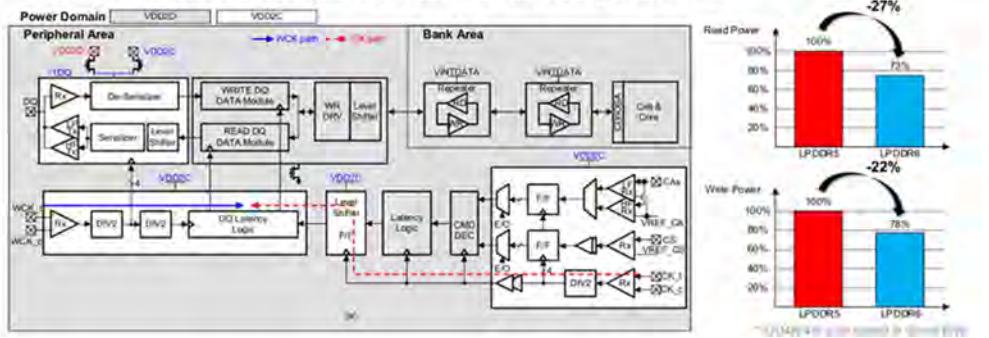 Power Domain VDD2D VDD2C
Peripheral Area
WCK path
CK path
Bank Area
VDD2D
VDD2C
DQ
Rx
De-Serializer
Serializer
Level Shifter
WRITE DQ DATA Module
READ DQ DATA Module
WR DRV
Level Shifter
VINTDATA
Repeater
RD
VINTDATA
Repeater
RD
Cell & Core
VDD2C
WCK_c
Rx
DIV2
DIV2
DQ Latency Logic
VDD2D
Level Shifter
F/F
Latency Logic
CMD DEC
VDD2C
E/O
E/O
F/F
F/F
DIV2
Rx
Rx
CAs
VREF_CA
CS
VREF_CS
CK_t
CK_c
Read Power
-27%
100%
100%
80%
60%
40%
20%
73%
LPDDR5
LPDDR6
Write Power
-22%
100%
100%
80%
60%
40%
20%
78%
LPDDR5
LPDDR6